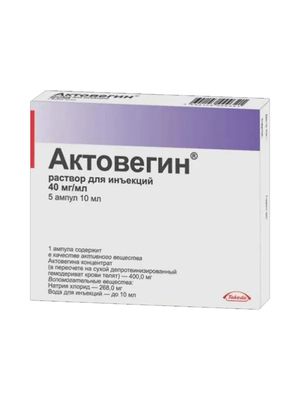 Актовегин®
раствор для инъекций
40 мг/мл
5 ампул 10 мл
1 ампула содержит
в качестве активного вещества
Актовегина концентрат
(в пересчете на сухой депротеинизированный
гемодериват крови телят) — 400,0 мг
Вспомогательные вещества:
Натрия хлорид — 268,0 мг
Вода для инъекций — до 10 мл
Takeda